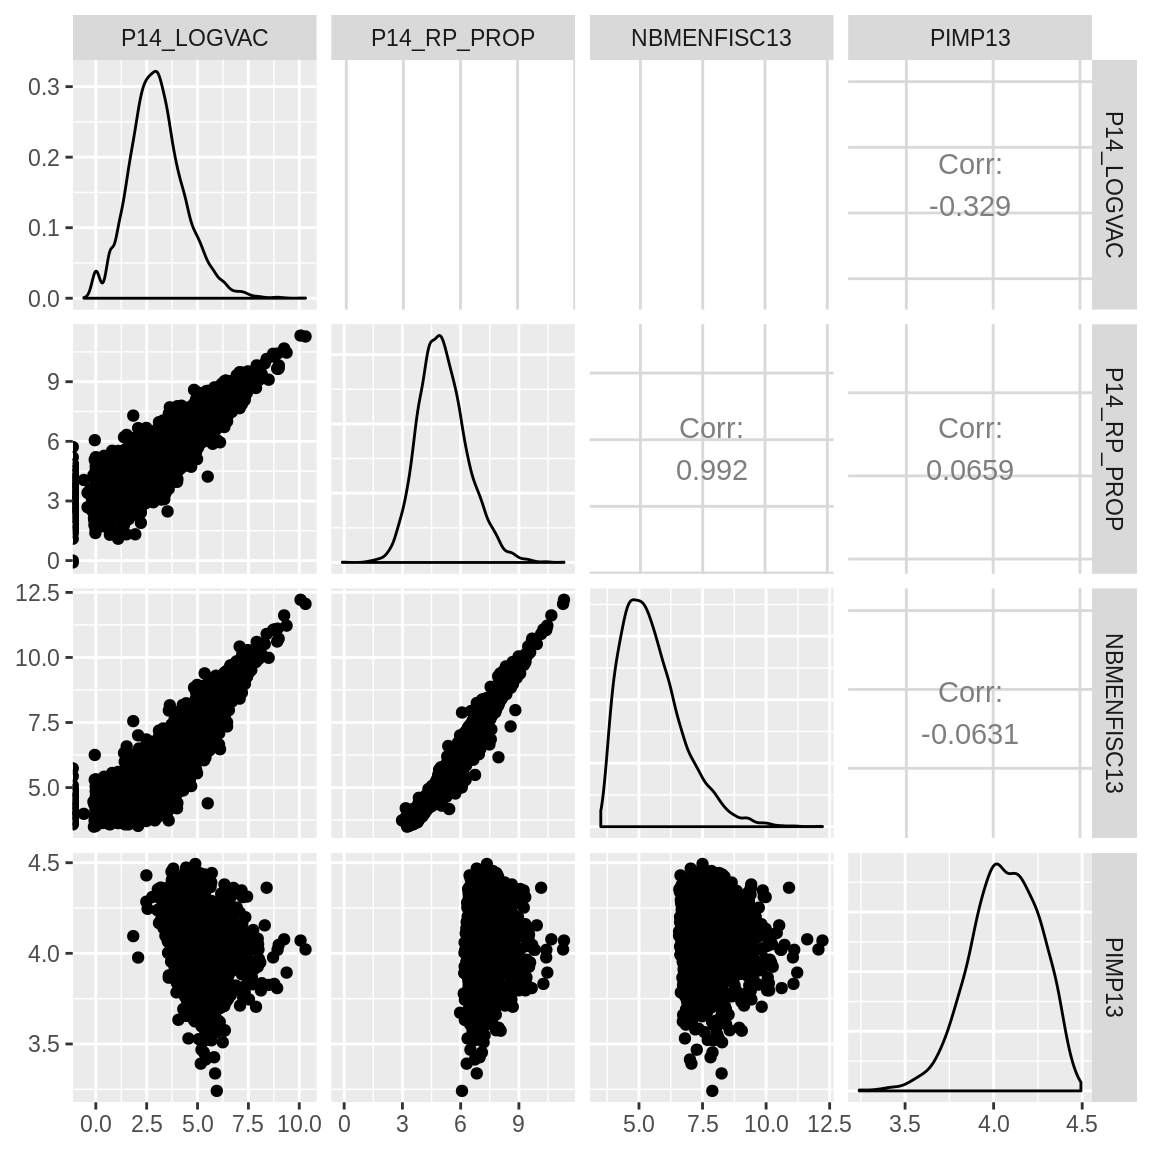 P14_LOGVAC P14_RP_PROP NBMENFISC13 PIMP13
0.3
0.2
0.1
0.0
Corr:
-0.329
P14_LOGVAC
9
6
3
0
Corr:
0.992
Corr:
0.0659
P14_RP_PROP
12.5
10.0
7.5
5.0
Corr:
-0.0631
NBMENFISC13
4.5
4.0
3.5
PIMP13
0.0 2.5 5.0 7.5 10.0 0 3 6 9 5.0 7.5 10.0 12.5 3.5 4.0 4.5